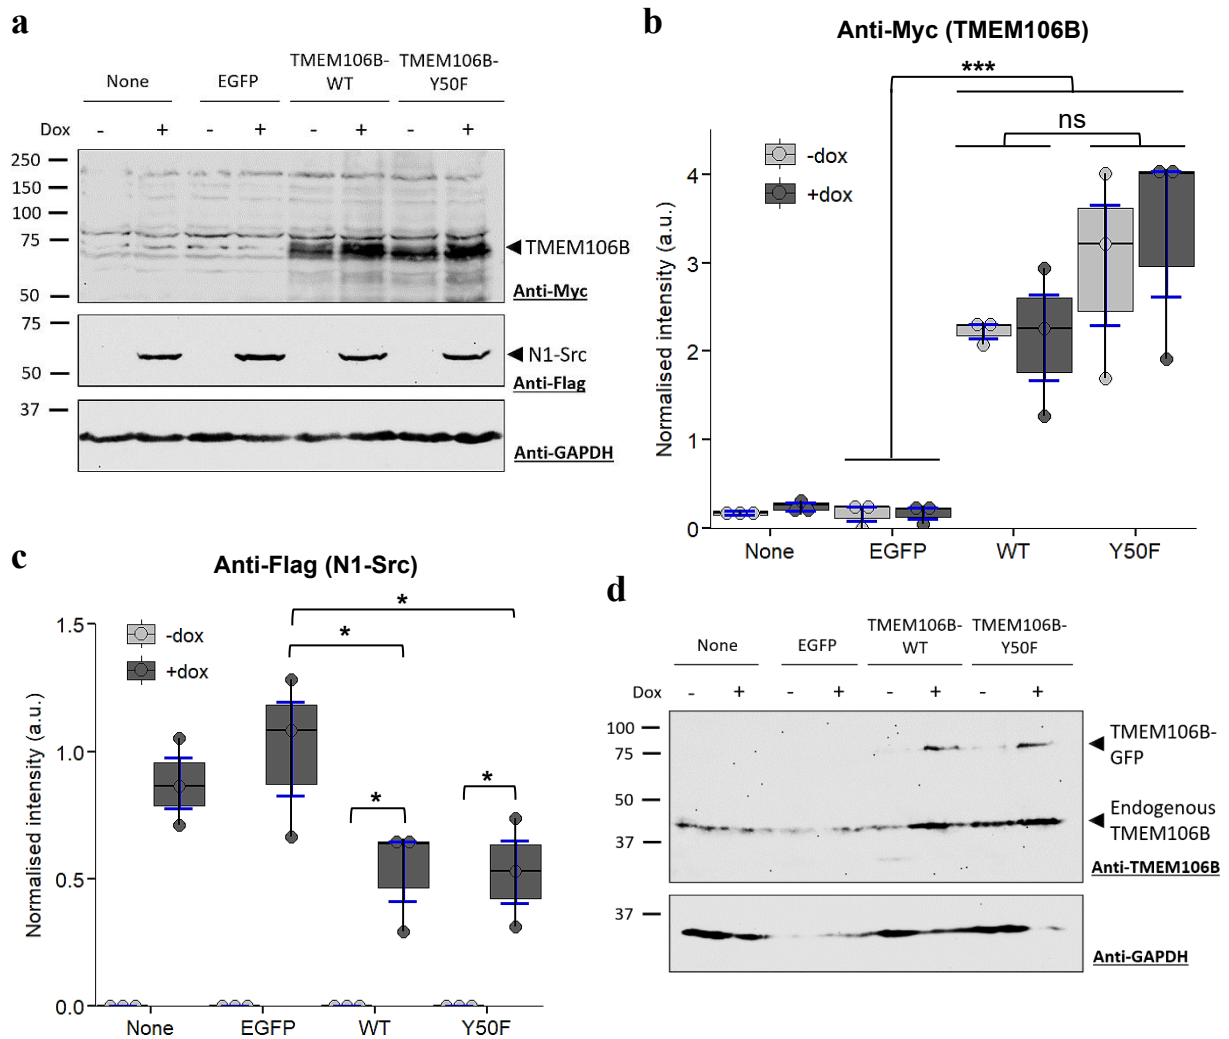 a
None
EGFP
TMEM106B-
WT
TMEM106B-
Y50F
Dox - + - + - + - +
250
150
100
75
50
TMEM106B
Anti-Myc
75
50
N1-Src
Anti-Flag
37
Anti-GAPDH
b
Anti-Myc (TMEM106B)
***
ns
-dox
+dox
Normalised intensity (a.u.)
4
3
2
1
0
None EGFP WT Y50F
c
Anti-Flag (N1-Src)
*
*
*
*
-dox
+dox
Normalised intensity (a.u.)
1.5
1.0
0.5
0.0
None EGFP WT Y50F
d
None
EGFP
TMEM106B-
WT
TMEM106B-
Y50F
Dox - + - + - + - +
100
75
50
37
TMEM106B-
GFP
Endogenous
TMEM106B
Anti-TMEM106B
37
Anti-GAPDH